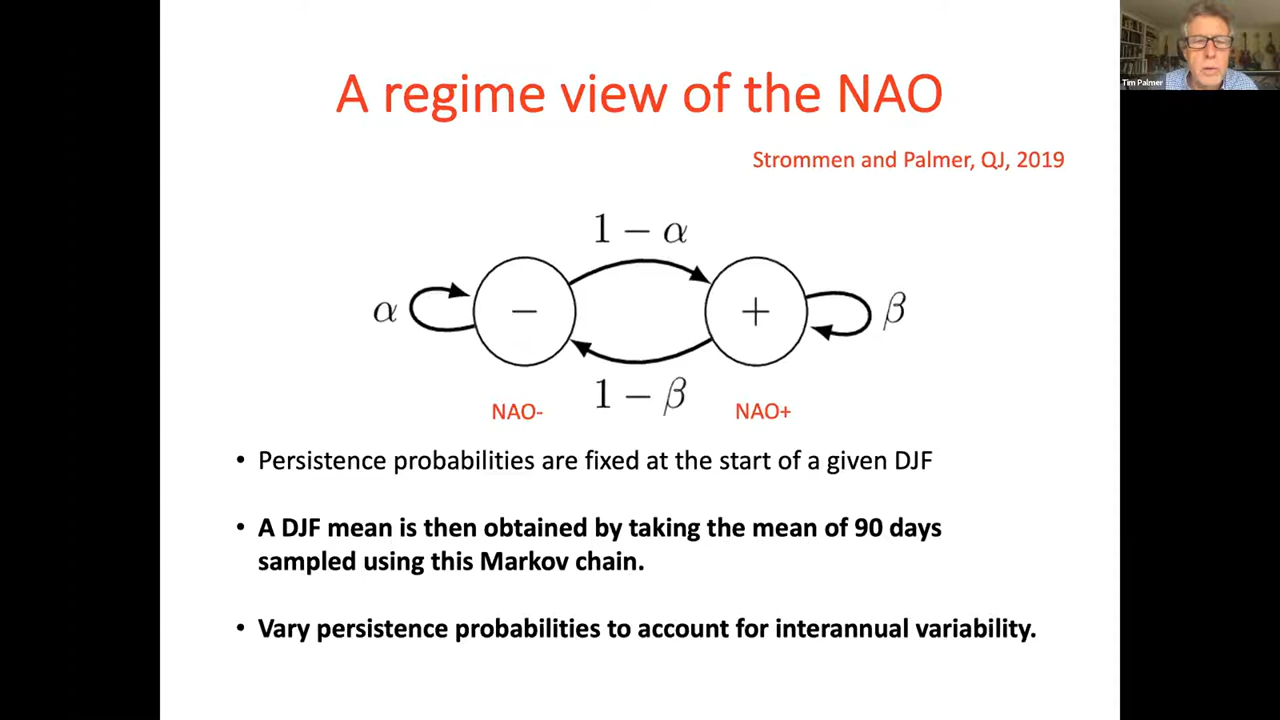 A regime view of the NAO
Tim Palmer
Strommen and Palmer, QJ, 2019
1 − α
α
−
+
β
1 − β
NAO-
NAO+
• Persistence probabilities are fixed at the start of a given DJF
• A DJF mean is then obtained by taking the mean of 90 days
sampled using this Markov chain.
• Vary persistence probabilities to account for interannual variability.